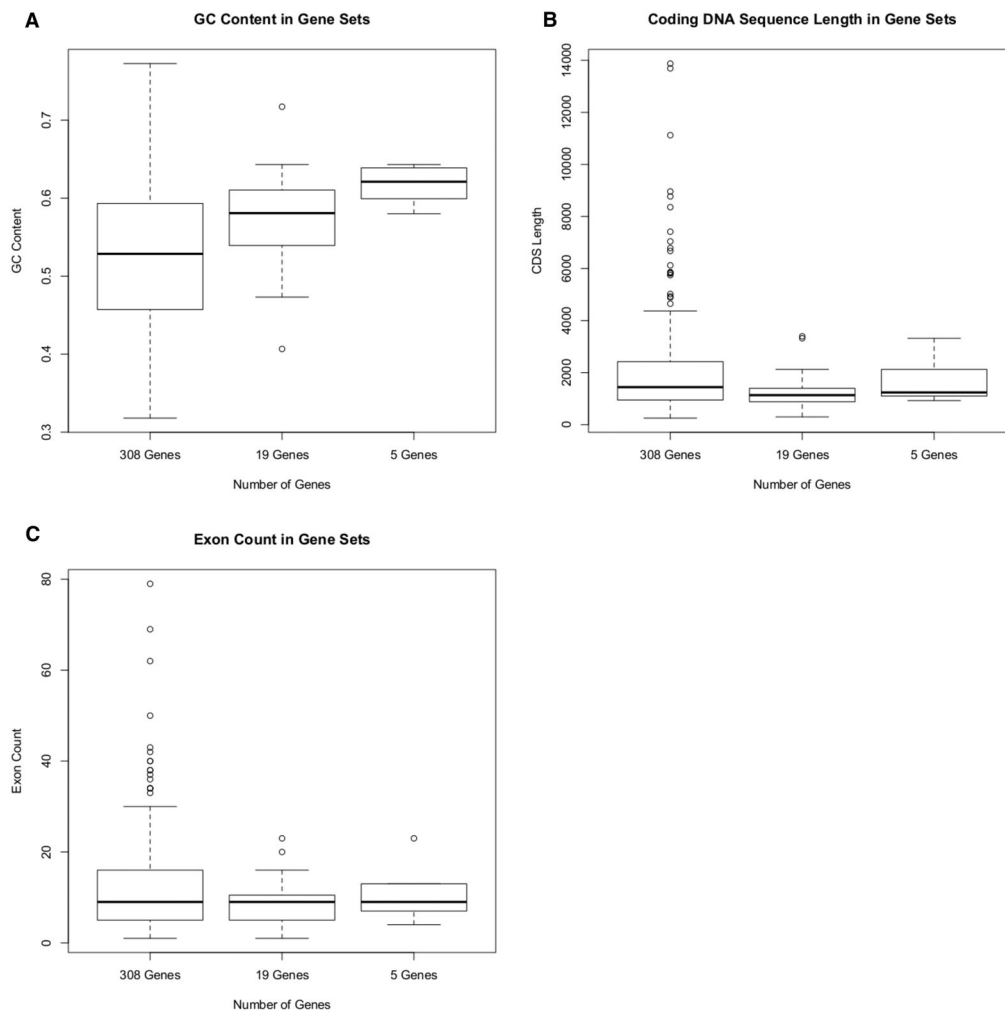 A
GC Content in Gene Sets
GC Content
0.7
0.6
0.5
0.4
0.3
308 Genes
19 Genes
5 Genes
Number of Genes
B
Coding DNA Sequence Length in Gene Sets
CDS Length
14000
12000
10000
8000
6000
4000
2000
0
308 Genes
19 Genes
5 Genes
Number of Genes
C
Exon Count in Gene Sets
Exon Count
80
60
40
20
0
308 Genes
19 Genes
5 Genes
Number of Genes